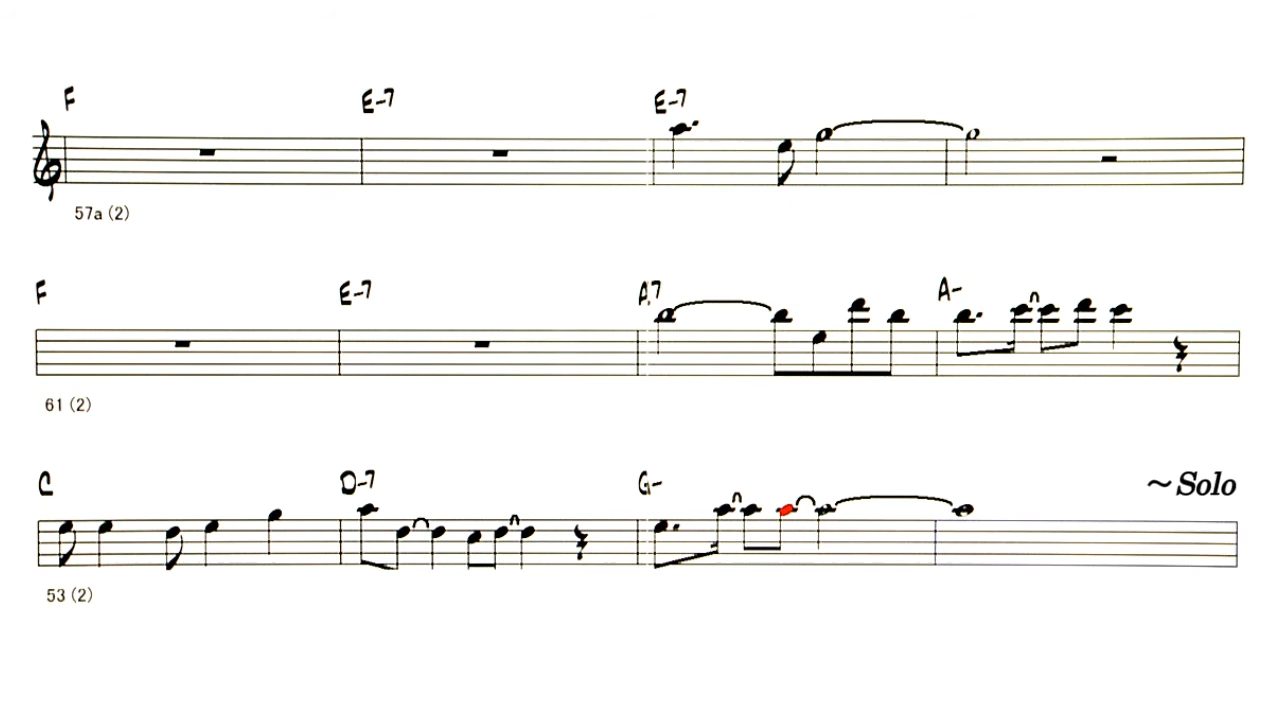 F E-7 E-7
57a (2)
F E-7 A7 A-
61 (2)
C D-7 G- ~Solo
53 (2)